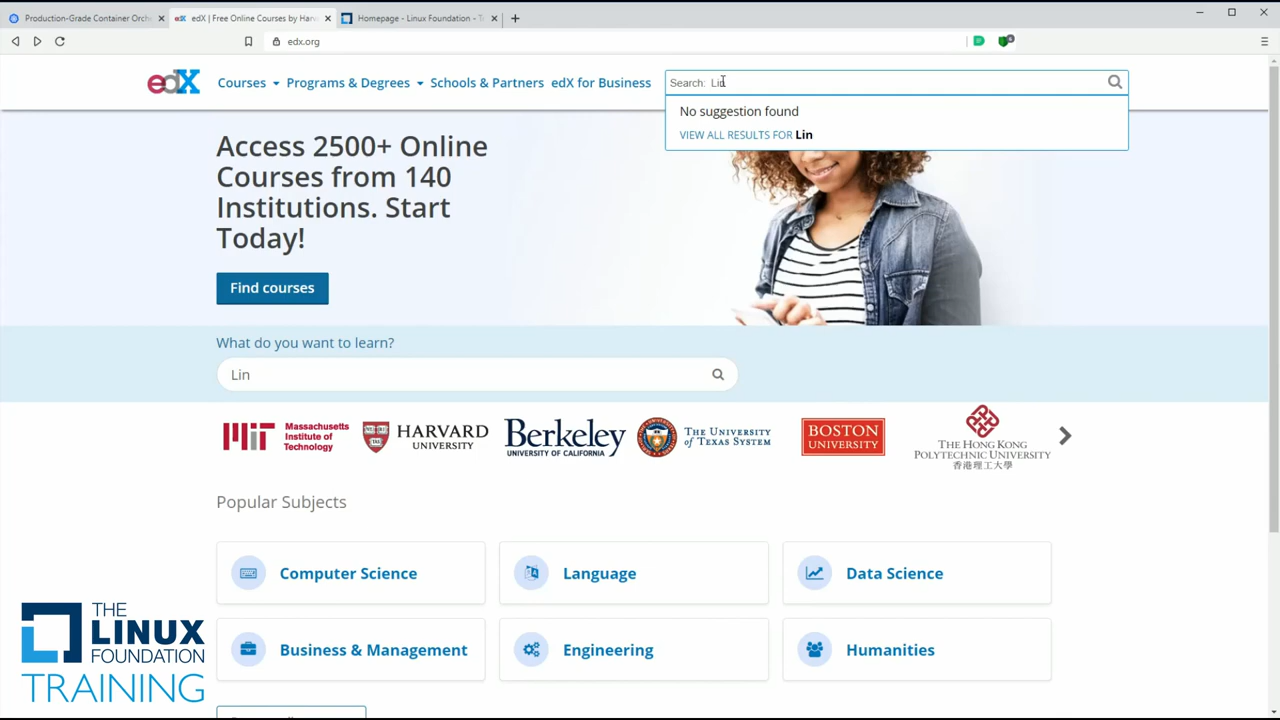 Production-Grade Container Orch
edX | Free Online Courses by Harv
Homepage - Linux Foundation - T
edx.org
edX
Courses
Programs & Degrees
Schools & Partners
edX for Business
Search: Lin
No suggestion found
VIEW ALL RESULTS FOR Lin
Access 2500+ Online
Courses from 140
Institutions. Start
Today!
Find courses
What do you want to learn?
Lin
MIT Massachusetts
Institute of
Technology
HARVARD
UNIVERSITY
Berkeley
UNIVERSITY OF CALIFORNIA
THE UNIVERSITY
of TEXAS SYSTEM
BOSTON
UNIVERSITY
THE HONG KONG
POLYTECHNIC UNIVERSITY
香港理工大學
Popular Subjects
Computer Science
Language
Data Science
Business & Management
Engineering
Humanities
THE
LINUX
FOUNDATION
TRAINING